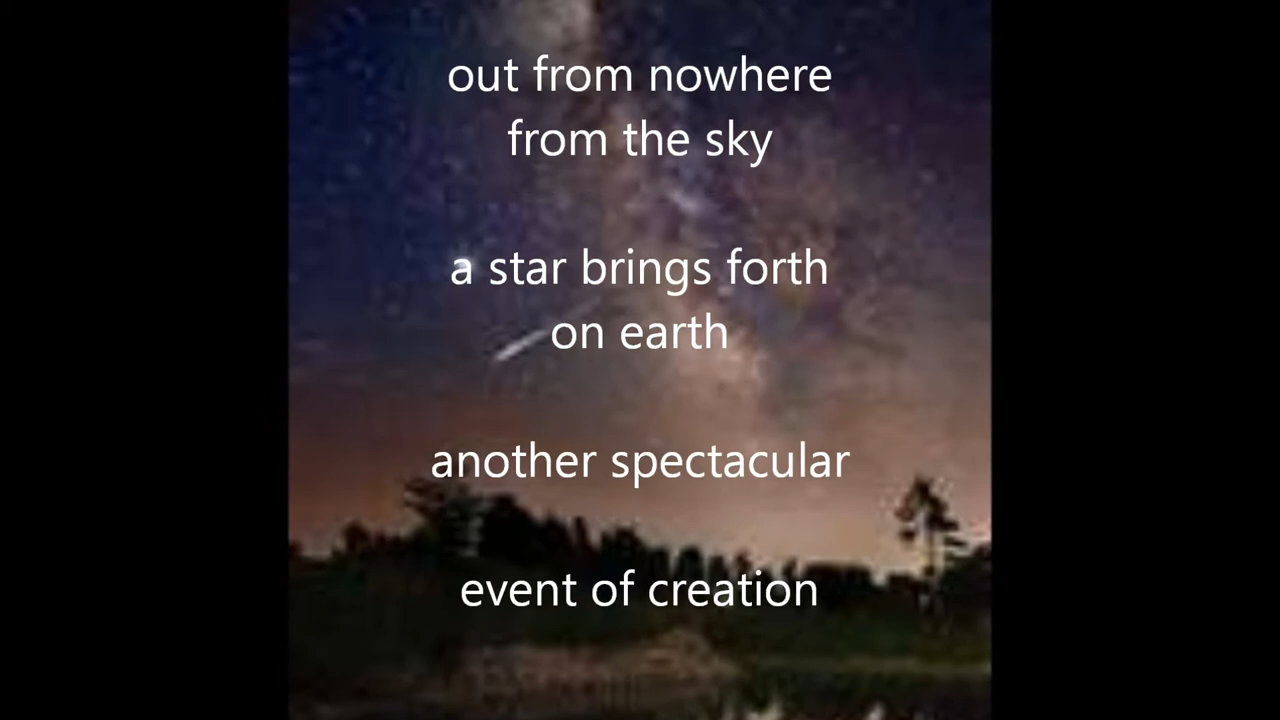 out from nowhere
from the sky
a star brings forth
on earth
another spectacular
event of creation